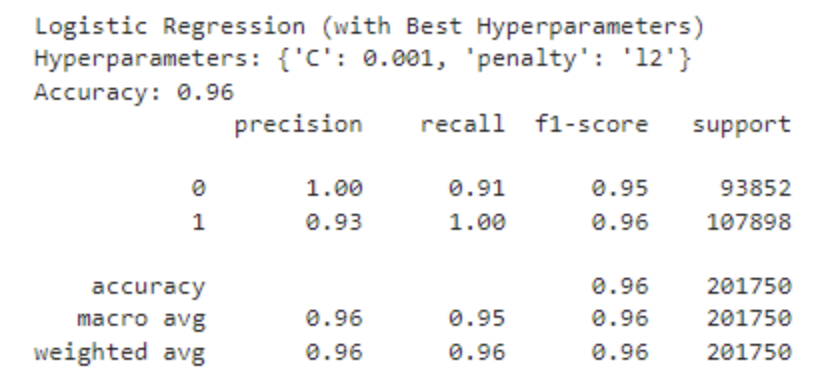 Logistic Regression (with Best Hyperparameters)
Hyperparameters: {'C': 0.001, 'penalty': 'l2'}
Accuracy: 0.96
precision recall f1-score support
0 1.00 0.91 0.95 93852
1 0.93 1.00 0.96 107898
accuracy 0.96 201750
macro avg 0.96 0.95 0.96 201750
weighted avg 0.96 0.96 0.96 201750